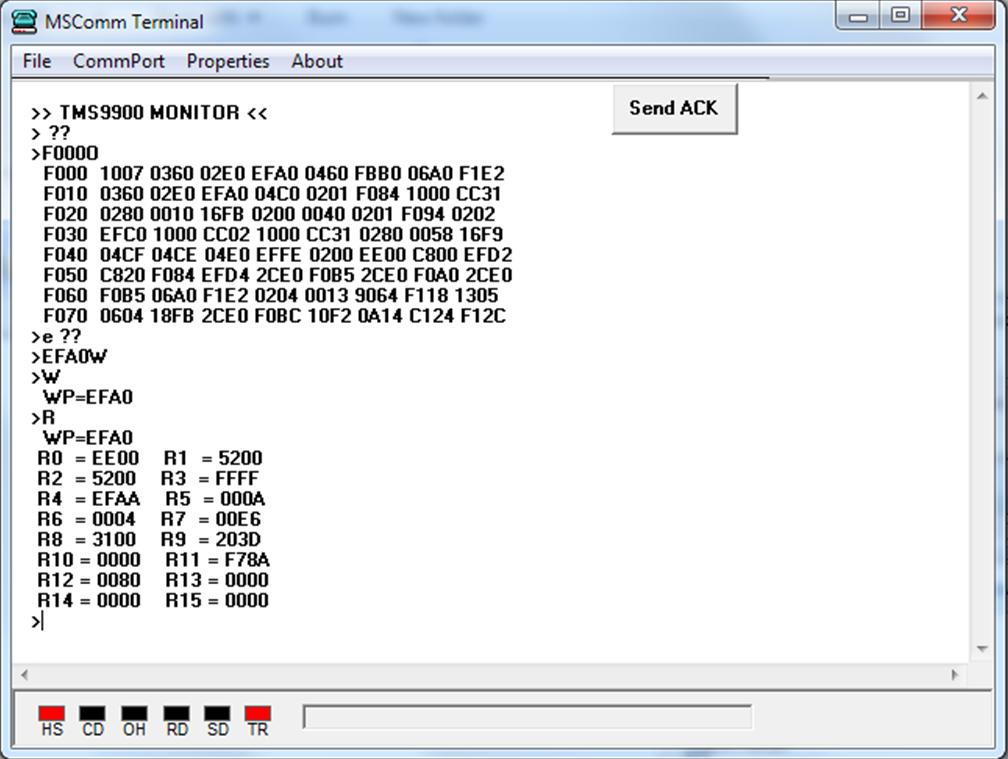 MSComm Terminal
File CommPort Properties About
Send ACK
>> TMS9900 MONITOR <<
> ??
>F000O
F000 1007 0360 02E0 EFA0 0460 FBB0 06A0 F1E2
F010 0360 02E0 EFA0 04C0 0201 F084 1000 CC31
F020 0280 0010 16FB 0200 0040 0201 F094 0202
F030 EFC0 1000 CC02 1000 CC31 0280 0058 16F9
F040 04CF 04CE 04E0 EFFE 0200 EE00 C800 EFD2
F050 C820 F084 EFD4 2CE0 F0B5 2CE0 F0A0 2CE0
F060 F0B5 06A0 F1E2 0204 0013 9064 F118 1305
F070 0604 18FB 2CE0 F0BC 10F2 0A14 C124 F12C
>e ??
>EFA0W
>W
WP=EFA0
>R
WP=EFA0
R0 = EE00 R1 = 5200
R2 = 5200 R3 = FFFF
R4 = EFAA R5 = 000A
R6 = 0004 R7 = 00E6
R8 = 3100 R9 = 203D
R10 = 0000 R11 = F78A
R12 = 0080 R13 = 0000
R14 = 0000 R15 = 0000
>
HS CD OH RD SD TR